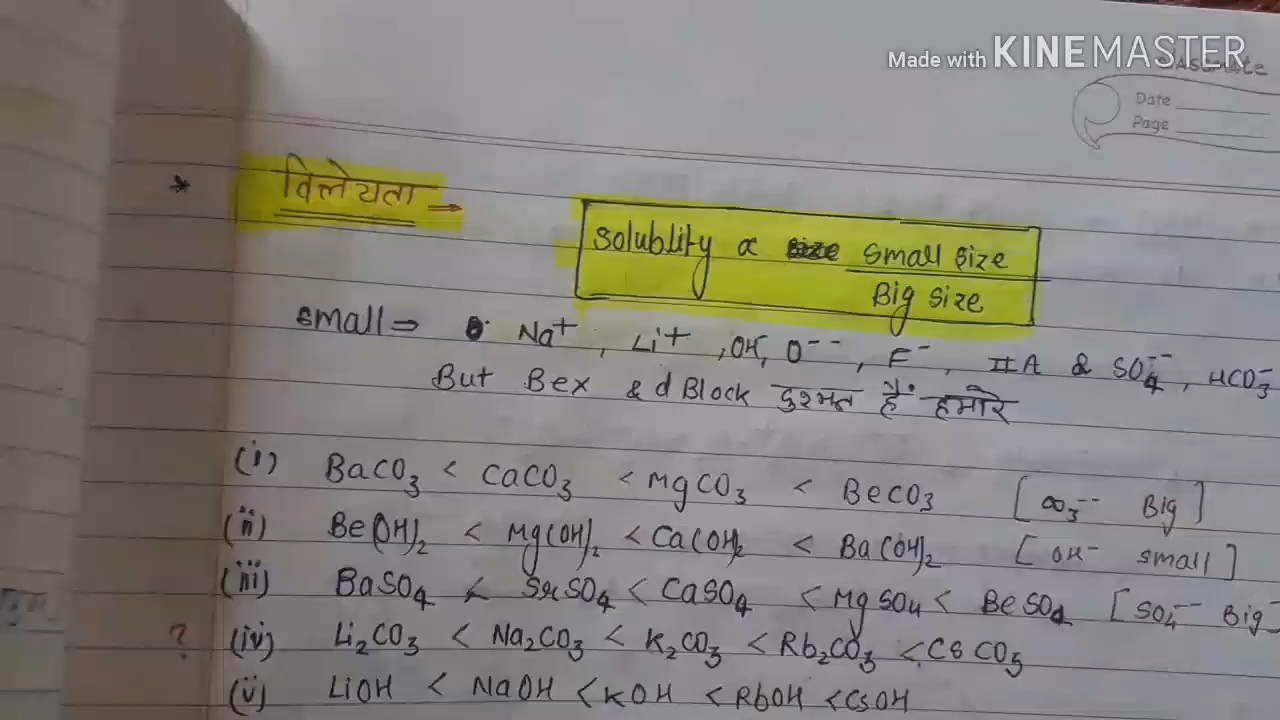 Made with KINEMASTER
Date
Page
* विलेयता →
Solublity ∝ Small size
Big size
small ⇒ Na+, Li+, OH-, O--, F-, IIA & SO4--, HCO3-
But Bex & d Block दुश्मन हैं हमारे
(i) BaCO3 < CaCO3 < MgCO3 < BeCO3 [CO3-- Big]
(ii) Be(OH)2 < Mg(OH)2 < Ca(OH)2 < Ba(OH)2 [OH- small]
(iii) BaSO4 < SrSO4 < CaSO4 < MgSO4 < BeSO4 [SO4-- Big]
? (iv) Li2CO3 < Na2CO3 < K2CO3 < Rb2CO3 < CsCO3
(v) LiOH < NaOH < KOH < RbOH < CsOH